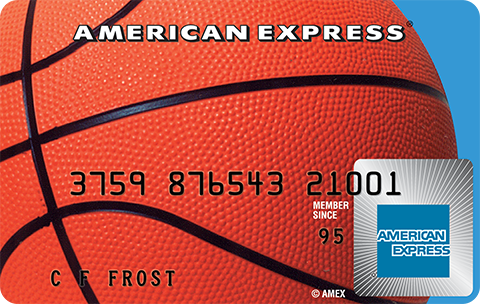 AMERICAN EXPRESS®
3759 876543 21001
MEMBER
SINCE
95
AMERICAN
EXPRESS
C F FROST
© AMEX